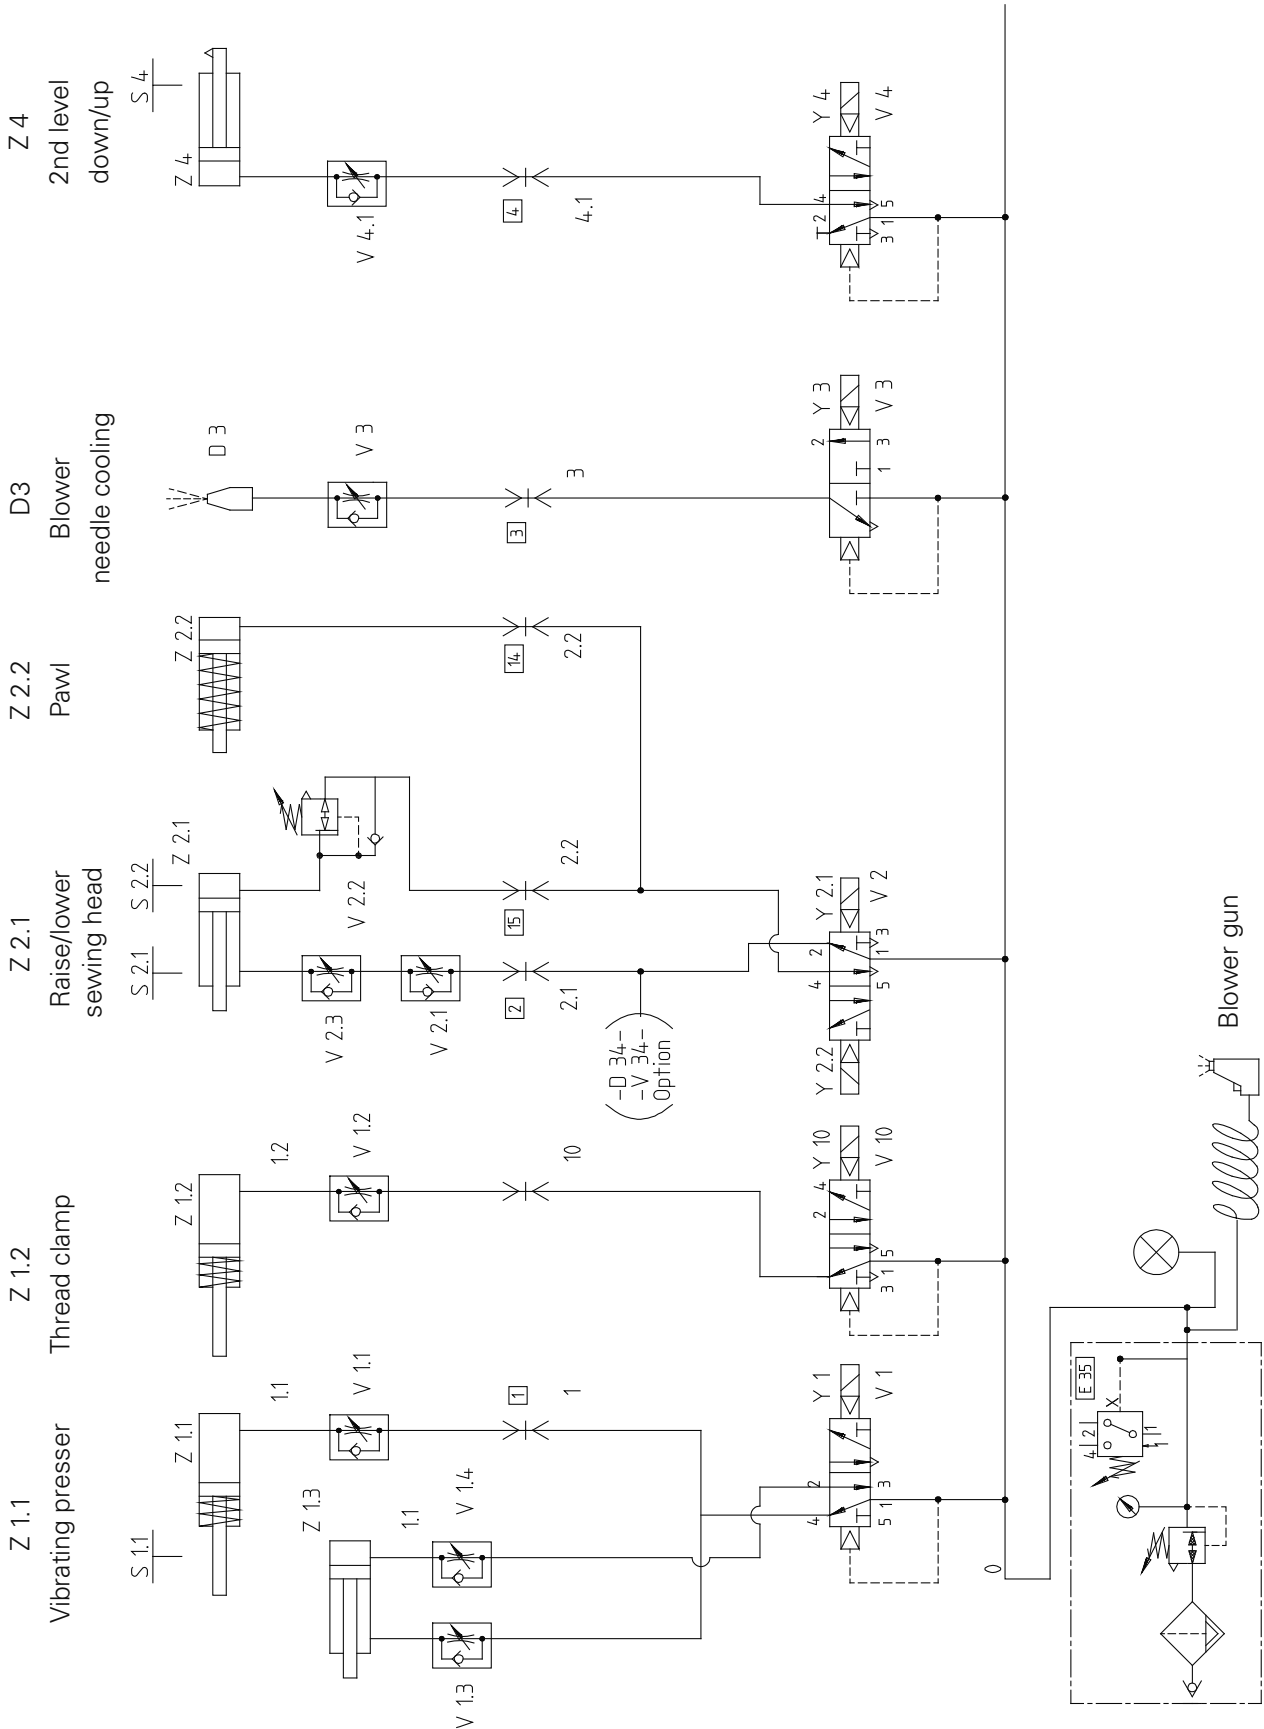 Z 1.1
Vibrating presser
Z 1.2
Thread clamp
Z 2.1
Raise/lower
sewing head
Z 2.2
Pawl
D3
Blower
needle cooling
Z 4
2nd level
down/up
S 1.1
S 2.1
S 2.2
S 4
Z 1.1
Z 1.2
Z 2.1
Z 2.2
D 3
Z 4
1.1
1.2
Z 1.3
V 1.1
V 1.2
V 2.3
V 2.2
V 3
V 4.1
1.1
V 1.4
V 2.1
V 1.3
1
2
15
14
3
4
1
10
2.1
2.2
2.2
3
4.1
-D 34-
-V 34-
Option
4
2
5
1
3
Y 1
V 1
2
4
3
1
5
Y 10
V 10
Y 2.2
4
2
5
1
3
Y 2.1
V 2
2
1
3
Y 3
V 3
2
4
3
1
5
Y 4
V 4
0
E 35
4
2
1
X
Blower gun